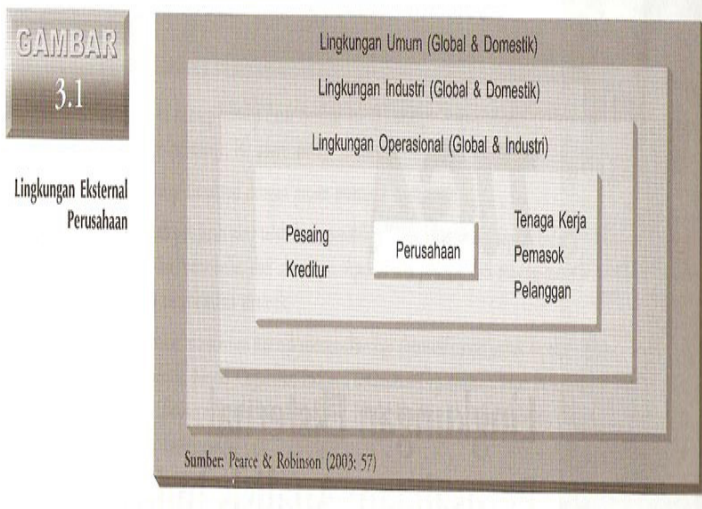 GAMBAR
3.1
Lingkungan Eksternal
Perusahaan
Lingkungan Umum (Global & Domestik)
Lingkungan Industri (Global & Domestik)
Lingkungan Operasional (Global & Industri)
Pesaing
Kreditur
Perusahaan
Tenaga Kerja
Pemasok
Pelanggan
Sumber: Pearce & Robinson (2003: 57)